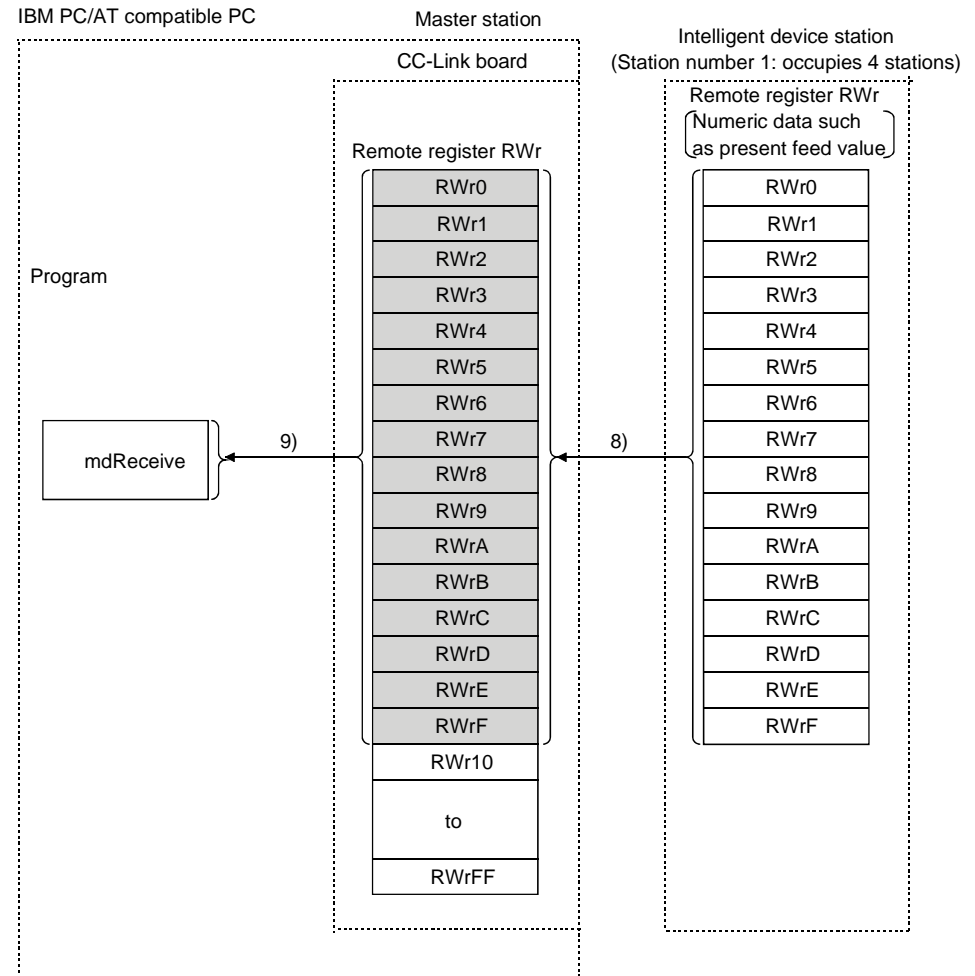 IBM PC/AT compatible PC
Master station
Intelligent device station
(Station number 1: occupies 4 stations)
CC-Link board
Remote register RWr
Numeric data such
as present feed value
Remote register RWr
RWr0
RWr1
RWr2
RWr3
RWr4
RWr5
RWr6
RWr7
RWr8
RWr9
RWrA
RWrB
RWrC
RWrD
RWrE
RWrF
RWr10
to
RWrFF
Program
mdReceive
9)
8)
RWr0
RWr1
RWr2
RWr3
RWr4
RWr5
RWr6
RWr7
RWr8
RWr9
RWrA
RWrB
RWrC
RWrD
RWrE
RWrF